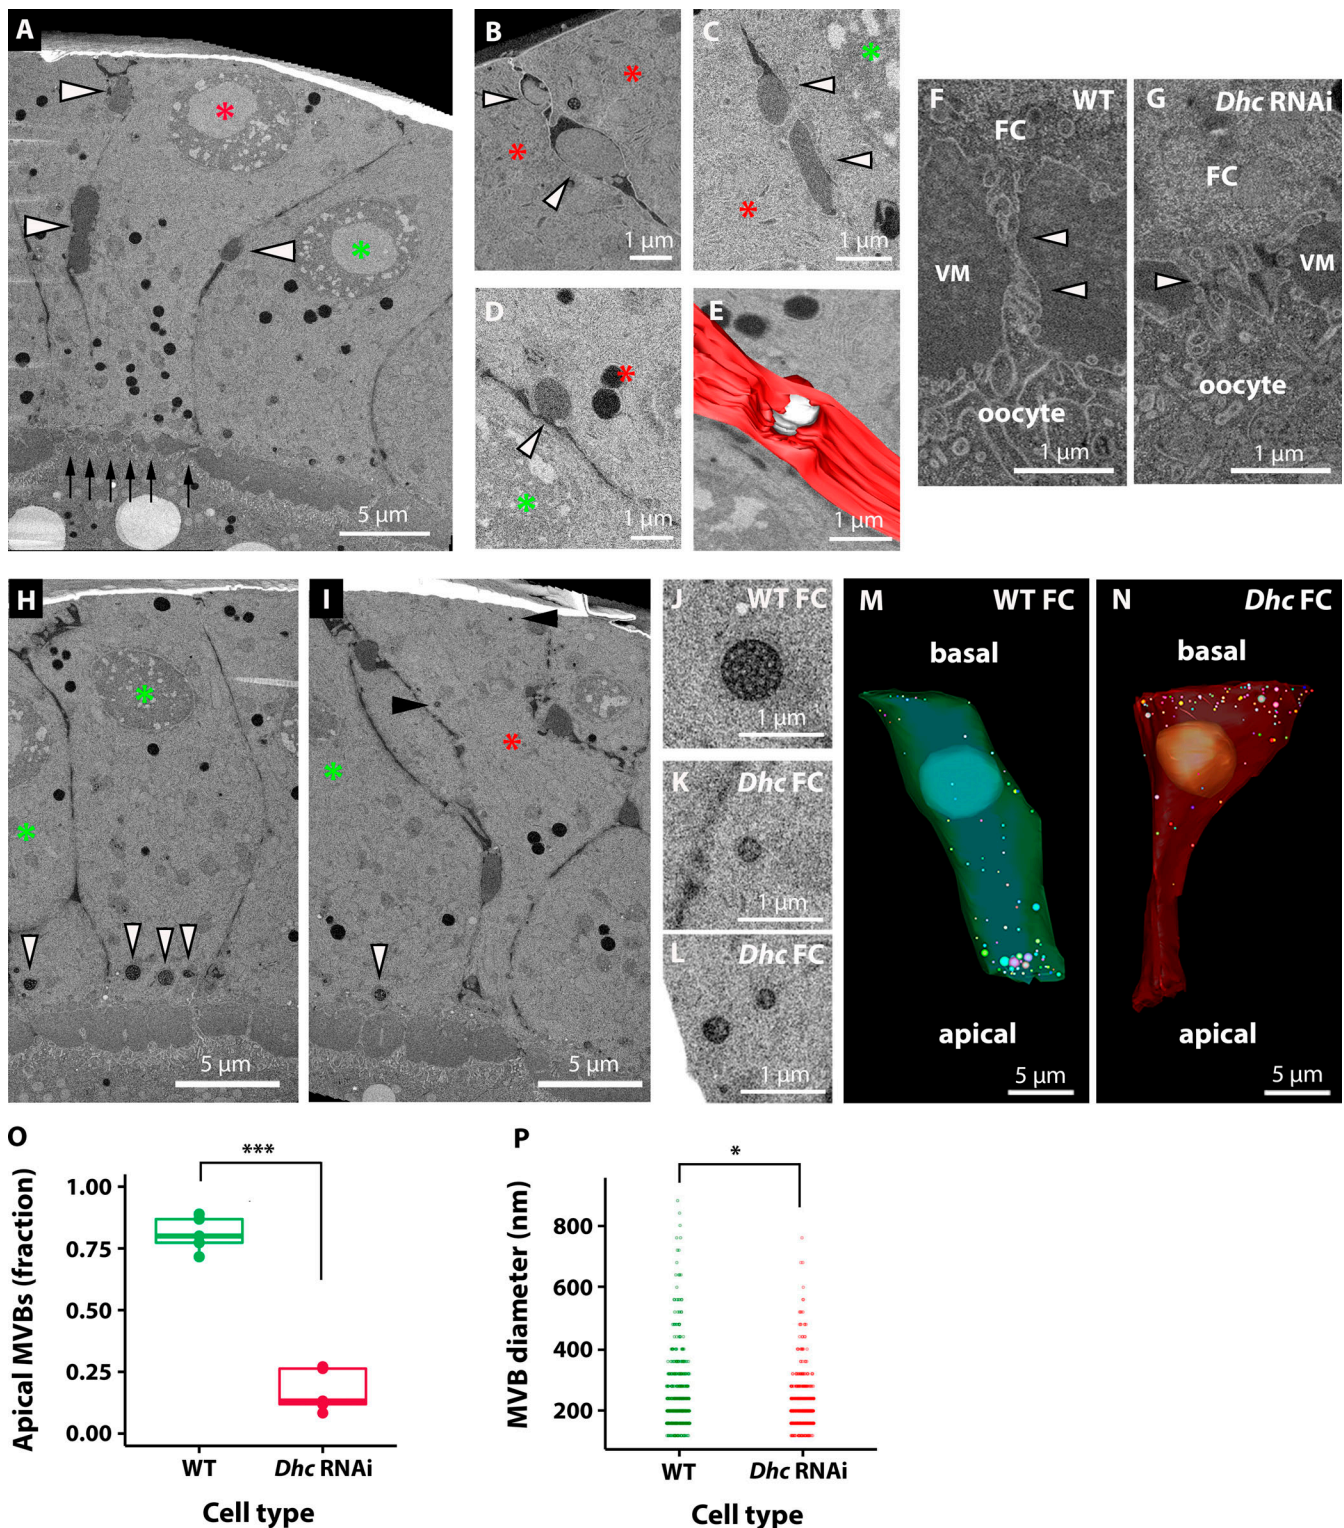 A
*
*
5 µm
B
*
*
1 µm
C
*
*
1 µm
D
*
*
1 µm
E
1 µm
F WT
FC
VM
oocyte
1 µm
G Dhc RNAi
FC
VM
oocyte
1 µm
H
*
*
5 µm
I
*
*
5 µm
J WT FC
1 µm
K Dhc FC
1 µm
L Dhc FC
1 µm
M WT FC
basal
apical
5 µm
N Dhc FC
basal
apical
5 µm
O
***
Apical MVBs (fraction)
1.00
0.75
0.50
0.25
0.00
WT Dhc RNAi
Cell type
P
*
MVB diameter (nm)
800
600
400
200
WT Dhc RNAi
Cell type